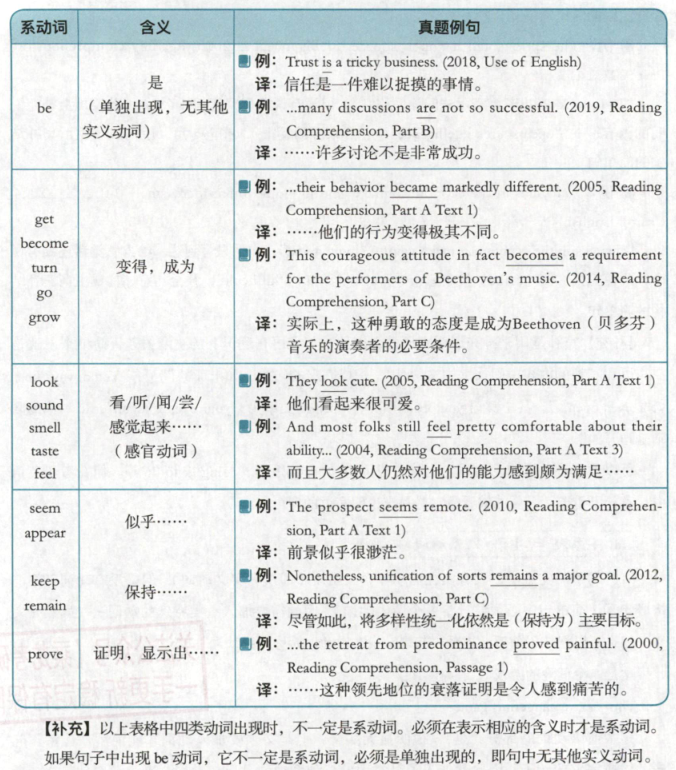 系动词 含义 真题例句
be
是
（单独出现，无其他
实义动词）
例：Trust is a tricky business. (2018, Use of English)
译：信任是一件难以捉摸的事情。
例：...many discussions are not so successful. (2019, Reading
Comprehension, Part B)
译：……许多讨论不是非常成功。
get
become
turn
go
grow
变得，成为
例：...their behavior became markedly different. (2005, Reading
Comprehension, Part A Text 1)
译：……他们的行为变得极其不同。
例：This courageous attitude in fact becomes a requirement
for the performers of Beethoven's music. (2014, Reading
Comprehension, Part C)
译：实际上，这种勇敢的态度是成为Beethoven（贝多芬）
音乐的演奏者的必要条件。
look
sound
smell
taste
feel
看/听/闻/尝/
感觉起来……
（感官动词）
例：They look cute. (2005, Reading Comprehension, Part A Text 1)
译：他们看起来很可爱。
例：And most folks still feel pretty comfortable about their
ability... (2004, Reading Comprehension, Part A Text 3)
译：而且大多数人仍然对他们的能力感到颇为满足……
seem
appear
似乎……
例：The prospect seems remote. (2010, Reading Comprehen-
sion, Part A Text 1)
译：前景似乎很渺茫。
keep
remain
保持……
例：Nonetheless, unification of sorts remains a major goal. (2012,
Reading Comprehension, Part C)
译：尽管如此，将多样性统一化依然是（保持为）主要目标。
prove
证明，显示出……
例：...the retreat from predominance proved painful. (2000,
Reading Comprehension, Passage 1)
译：……这种领先地位的衰落证明是令人感到痛苦的。
【补充】以上表格中四类动词出现时，不一定是系动词。必须在表示相应的含义时才是系动词。
如果句子中出现 be 动词，它不一定是系动词，必须是单独出现的，即句中无其他实义动词。